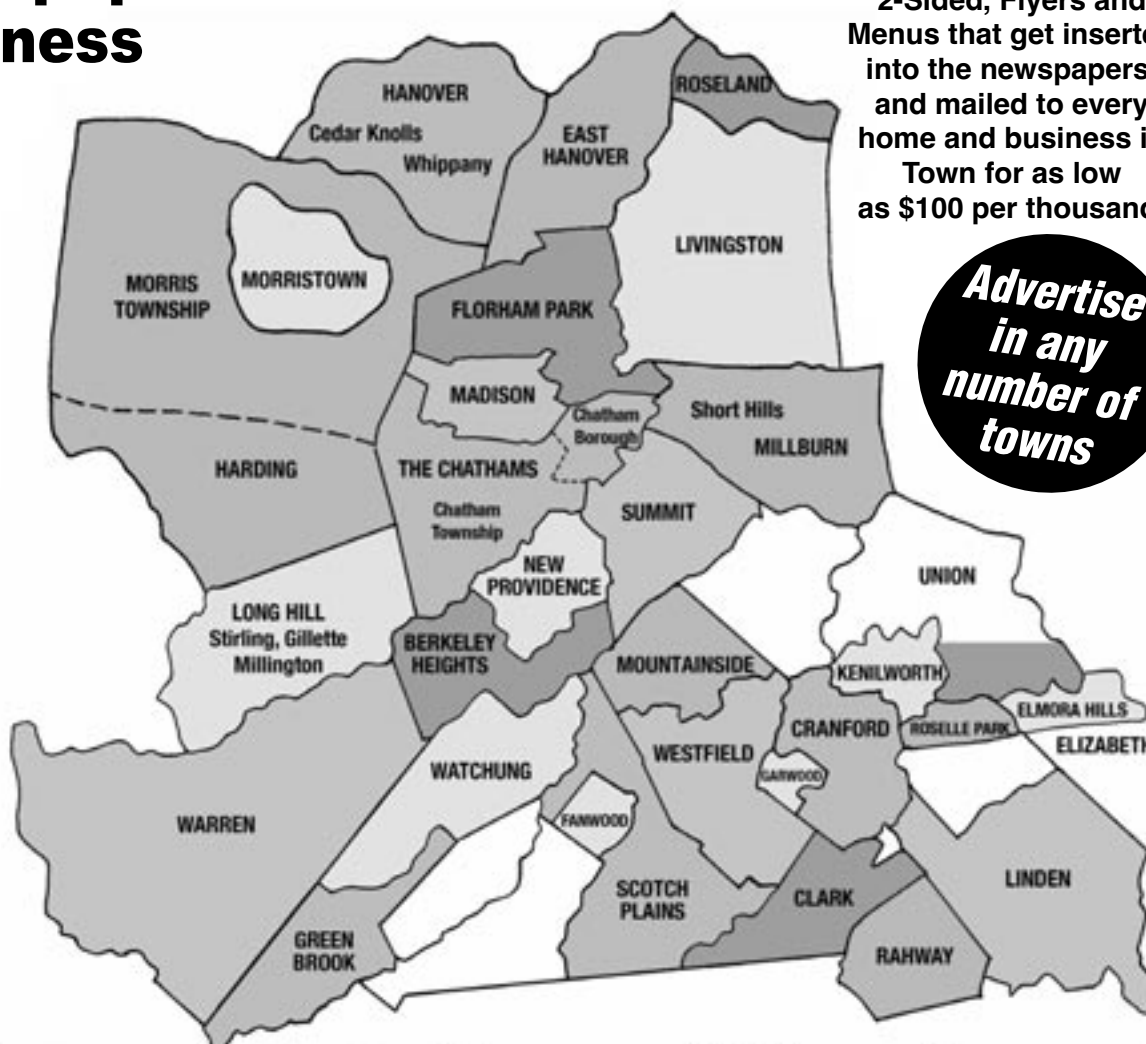 ness
2-Sided, Flyers and
Menus that get
into the newspapers
and mailed to every
home and business
Town for as low
as $100 per
Advertise
in any
number of
towns
HANOVER
Cedar Knolls
Whippany
EAST
HANOVER
ROSELAND
LIVINGSTON
MORRIS
TOWNSHIP
MORRISTOWN
FLORHAM PARK
MADISON
Chatham
Borough
Short Hills
MILLBURN
HARDING
THE CHATHAMS
Chatham
Township
SUMMIT
NEW
PROVIDENCE
UNION
LONG HILL
Stirling, Gillette
Millington
BERKELEY
HEIGHTS
MOUNTAINSIDE
KENILWORTH
ELMORA HILLS
CRANFORD
ROSELLE PARK
ELIZABETH
WESTFIELD
GARWOOD
WATCHUNG
FANWOOD
WARREN
SCOTCH
PLAINS
CLARK
LINDEN
GREEN
BROOK
RAHWAY